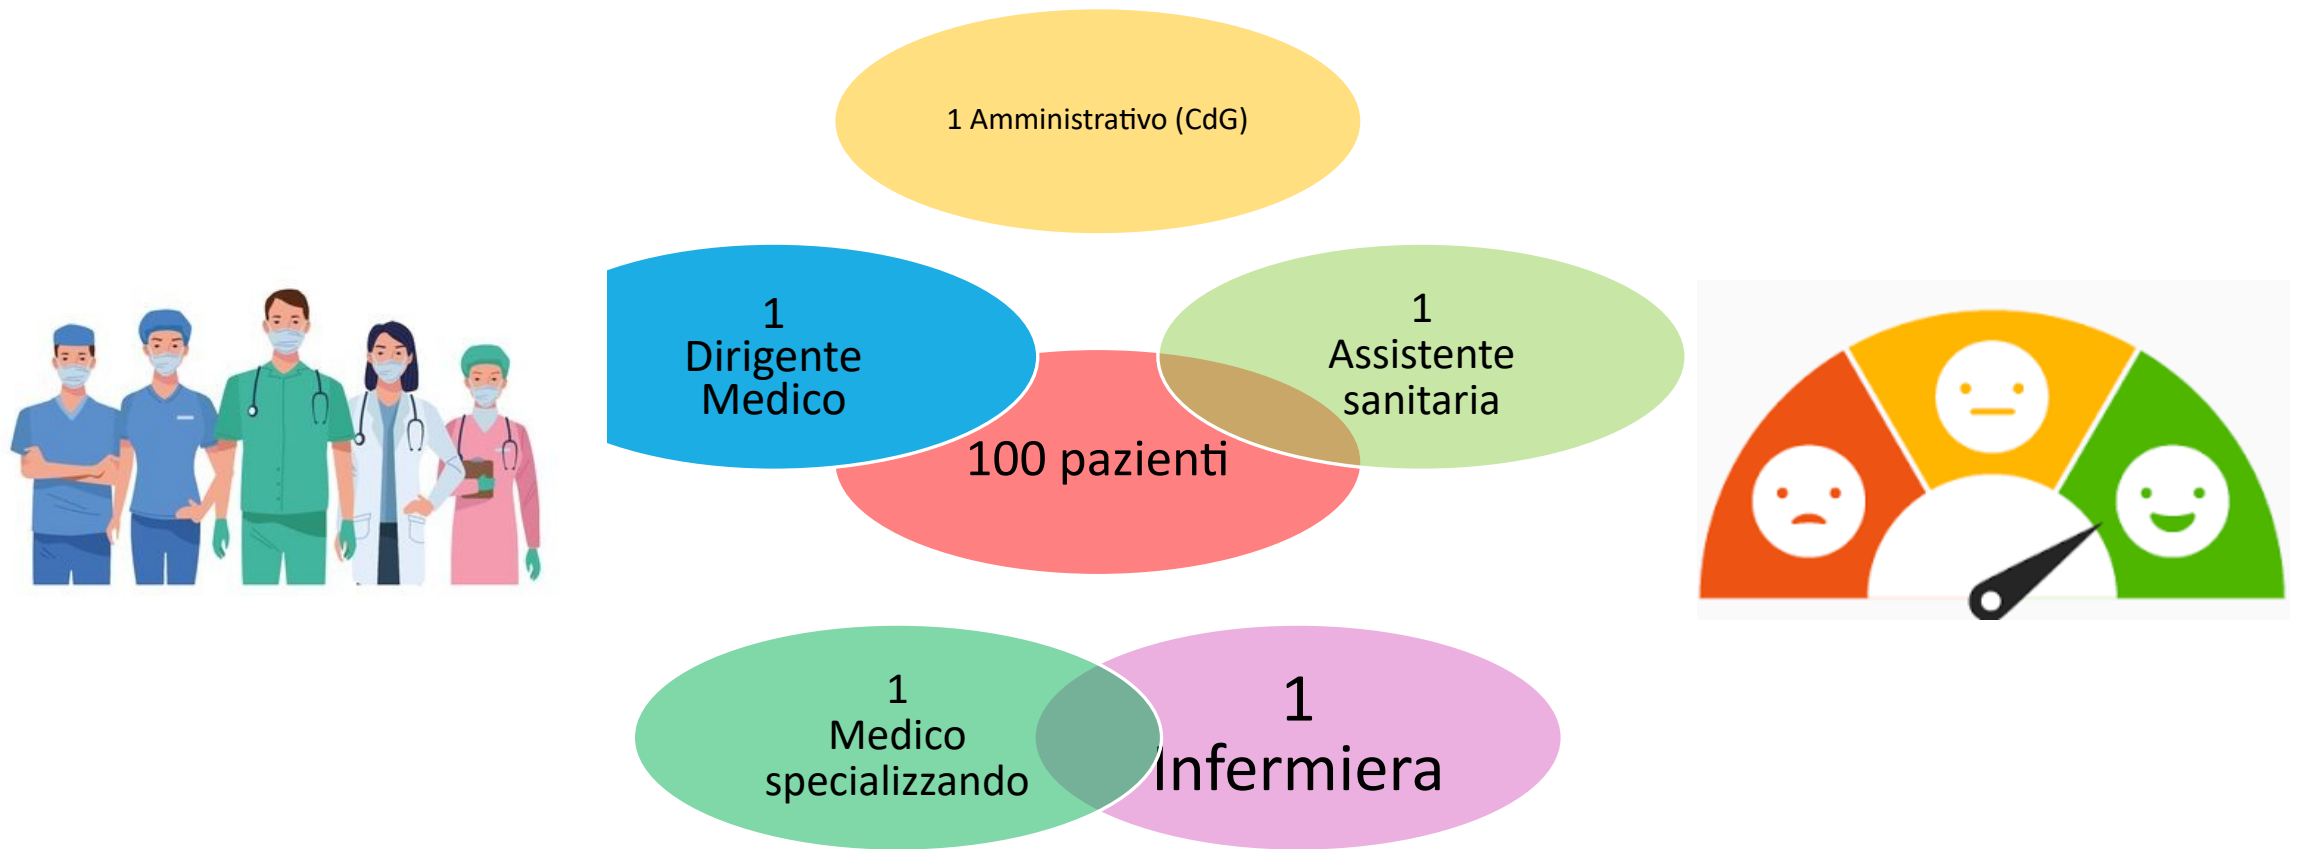 1 Amministrativo (CdG)
1
Dirigente
Medico
1
Assistente
sanitaria
100 pazienti
1
Medico
specializzando
1
Infermiera